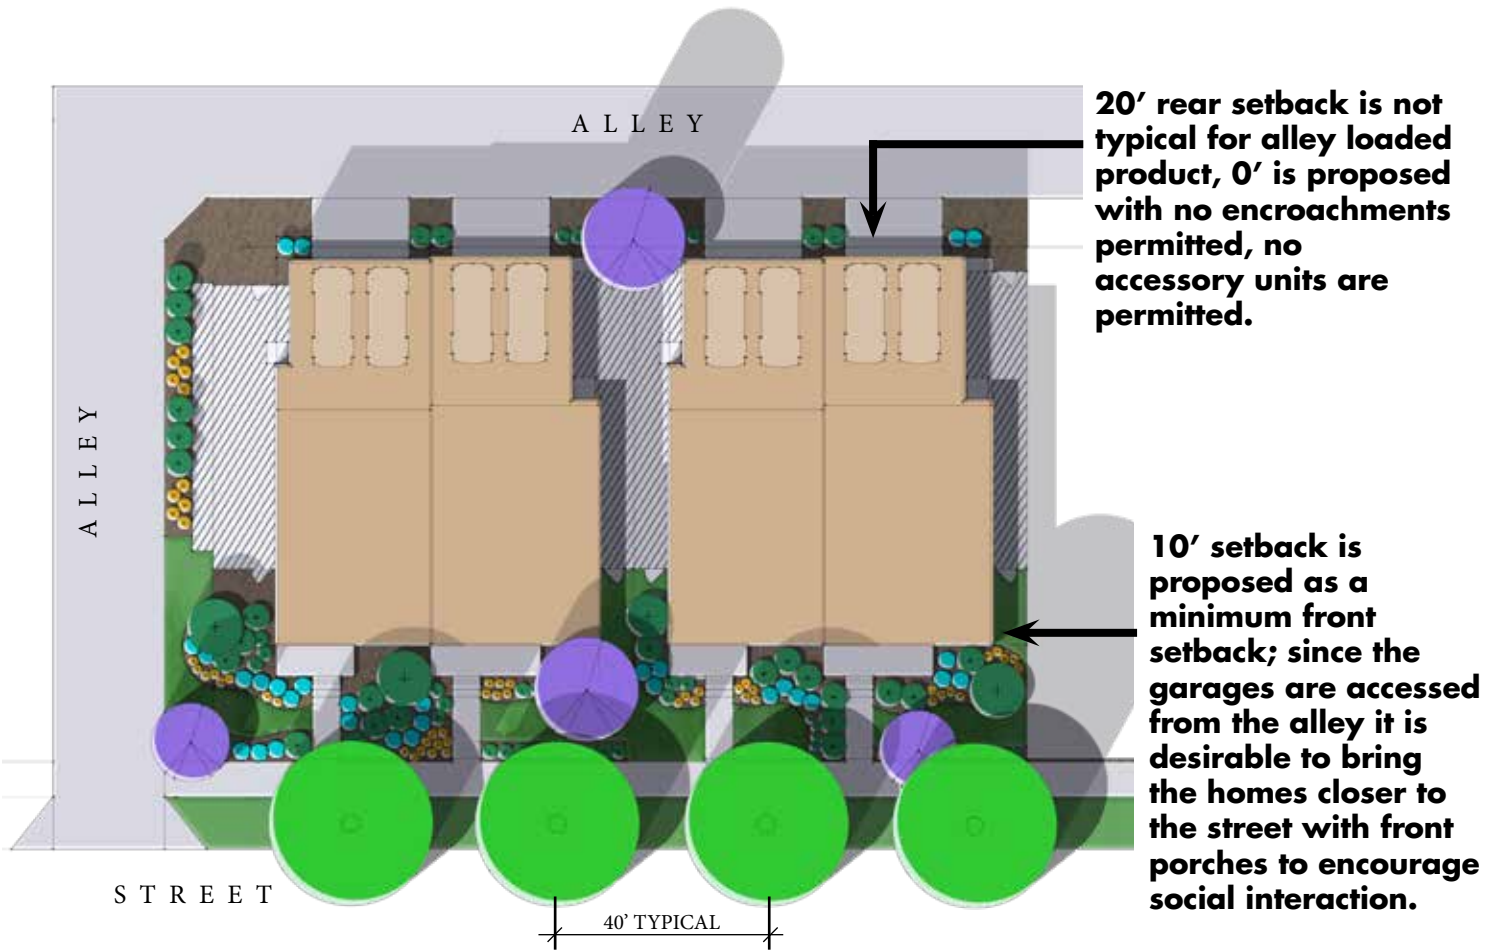 A L L E Y
20’ rear setback is not
typical for alley loaded
product, 0’ is proposed
with no encroachments
permitted, no
accessory units are
permitted.
A L L E Y
10’ setback is
proposed as a
minimum front
setback; since the
garages are accessed
from the alley it is
desirable to bring
the homes closer to
the street with front
porches to encourage
social interaction.
S T R E E T
40’ TYPICAL